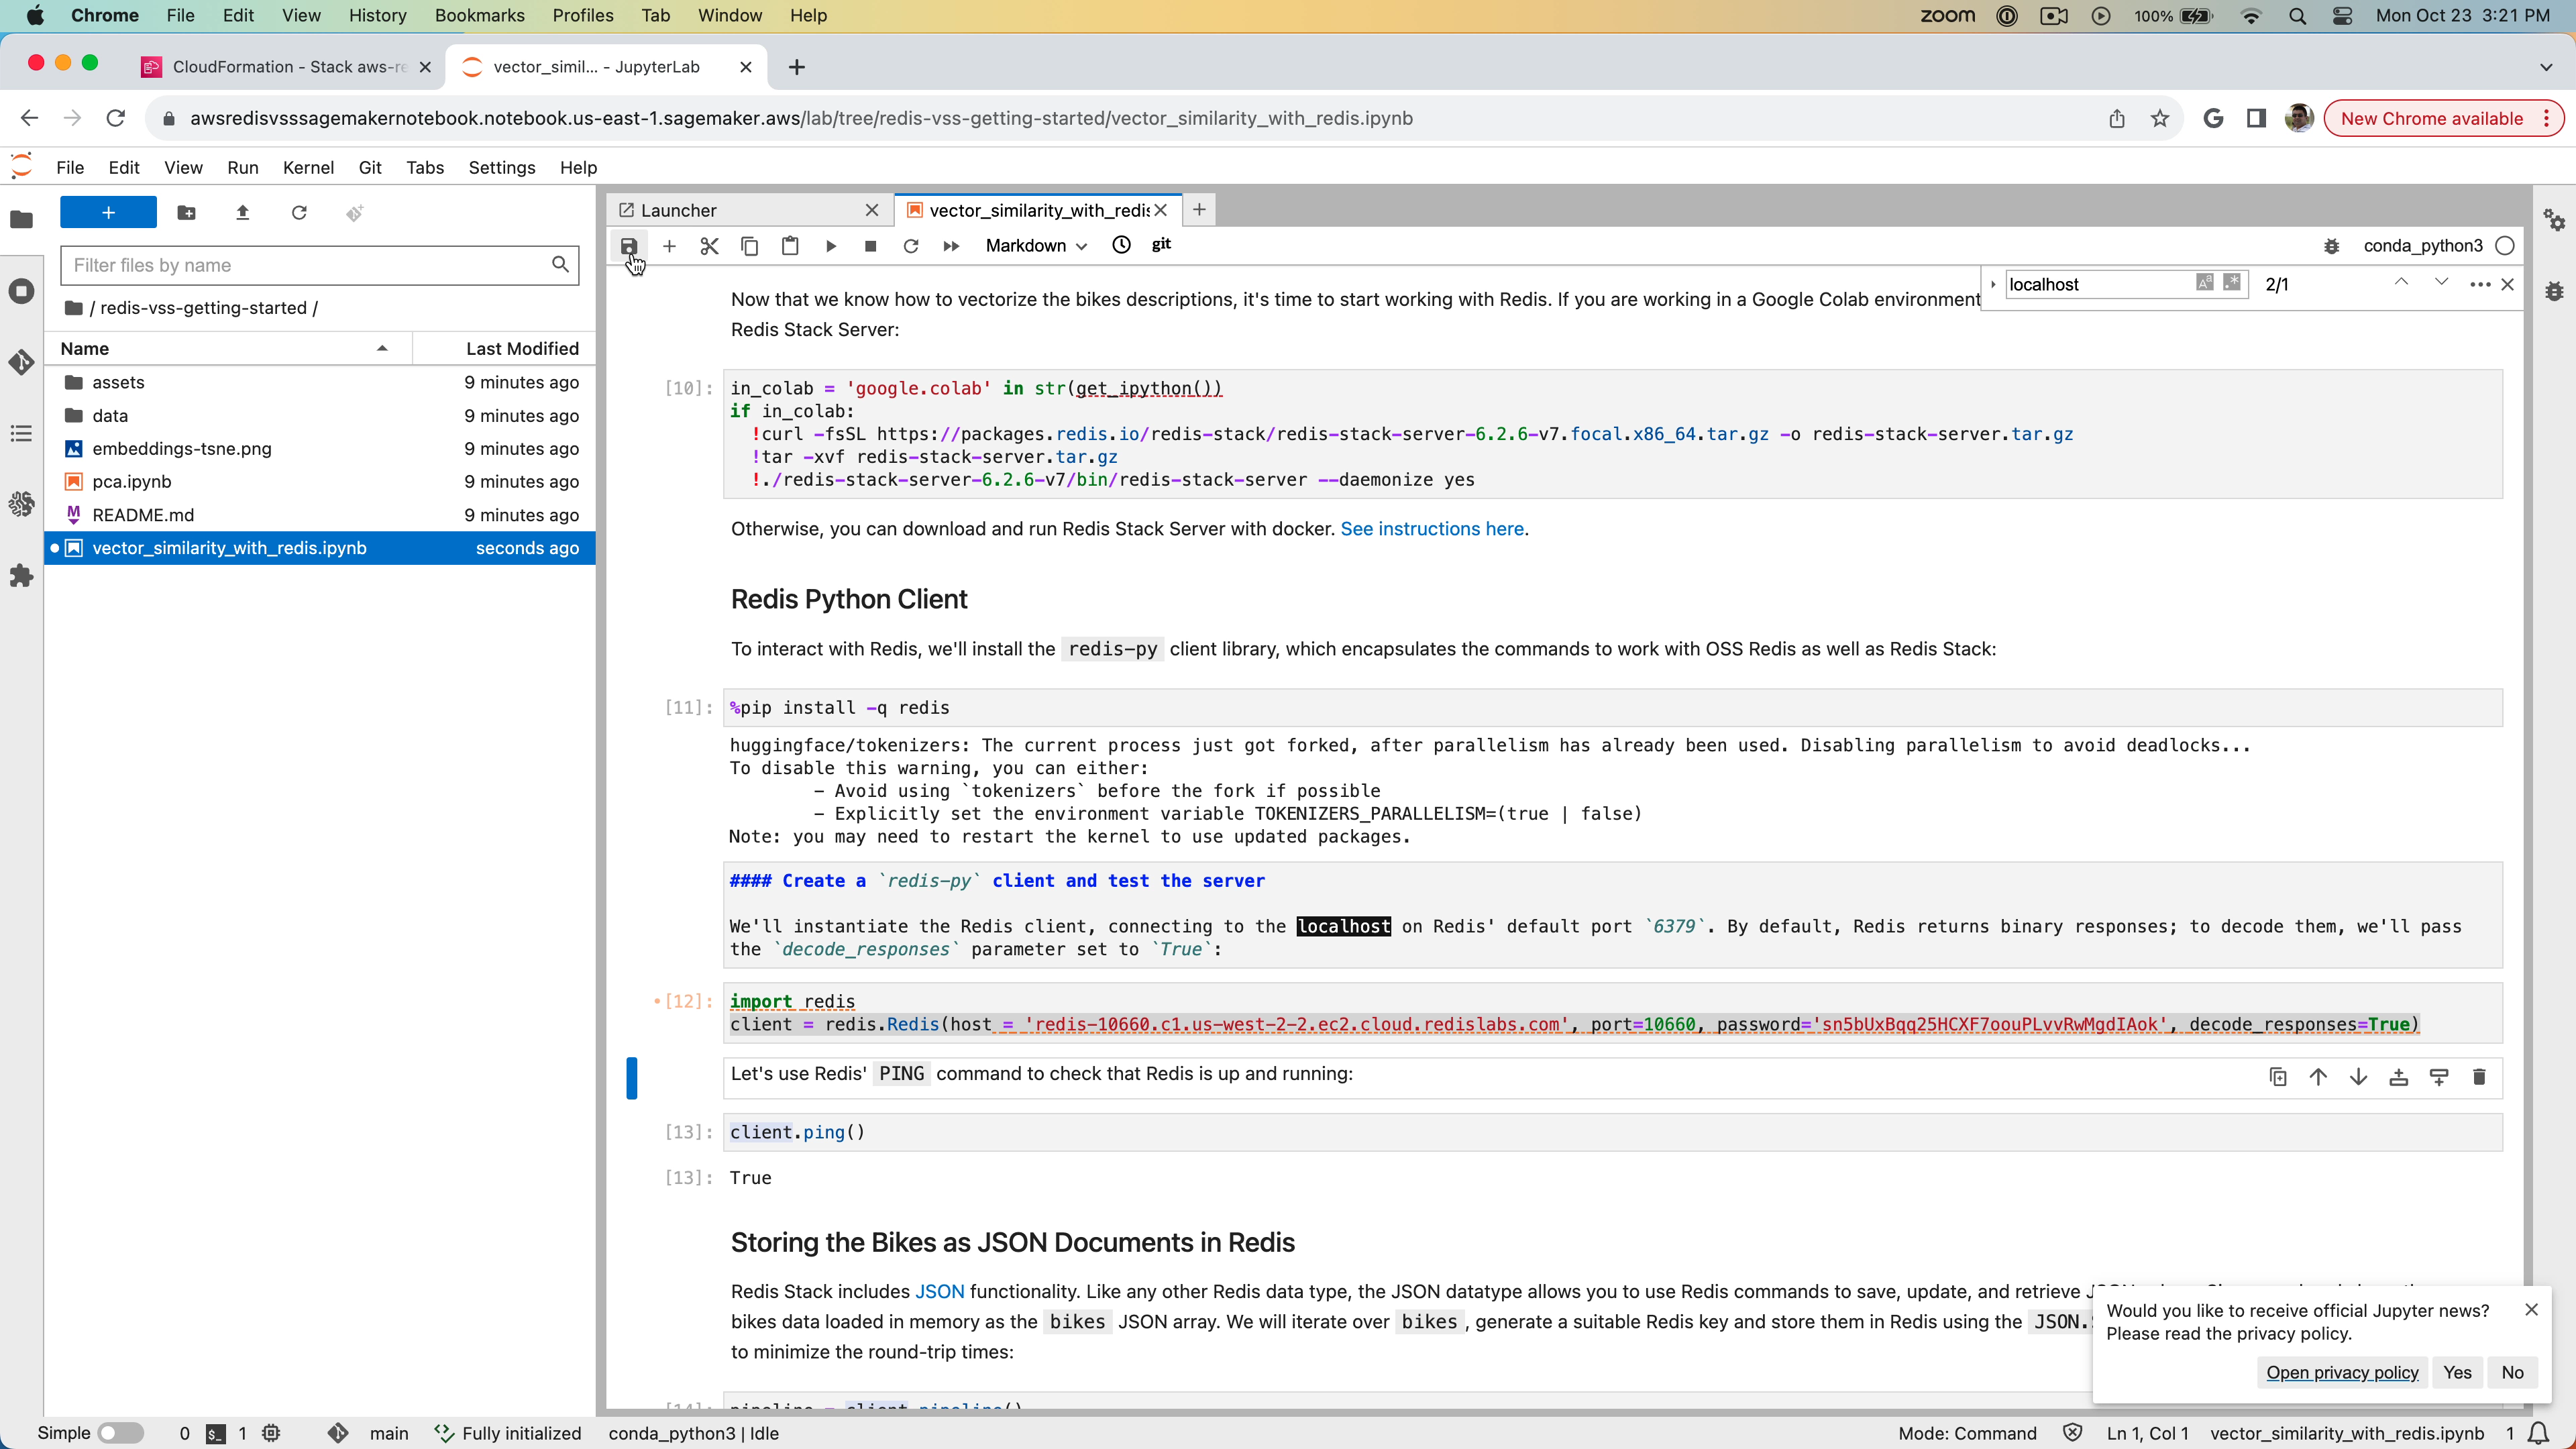 Chrome File Edit View History Bookmarks Profiles Tab Window Help
zoom 100% Mon Oct 23 3:21 PM
CloudFormation - Stack aws-re
vector_simil... - JupyterLab
awsredisvsssagemakernotebook.notebook.us-east-1.sagemaker.aws/lab/tree/redis-vss-getting-started/vector_similarity_with_redis.ipynb
New Chrome available
File Edit View Run Kernel Git Tabs Settings Help
Launcher
vector_similarity_with_redis
Markdown
git
conda_python3
Filter files by name
/ redis-vss-getting-started /
Name Last Modified
assets 9 minutes ago
data 9 minutes ago
embeddings-tsne.png 9 minutes ago
pca.ipynb 9 minutes ago
README.md 9 minutes ago
vector_similarity_with_redis.ipynb seconds ago
localhost 2/1
Now that we know how to vectorize the bikes descriptions, it's time to start working with Redis. If you are working in a Google Colab environment
Redis Stack Server:
[10]: in_colab = 'google.colab' in str(get_ipython())
if in_colab:
!curl -fsSL https://packages.redis.io/redis-stack/redis-stack-server-6.2.6-v7.focal.x86_64.tar.gz -o redis-stack-server.tar.gz
!tar -xvf redis-stack-server.tar.gz
!./redis-stack-server-6.2.6-v7/bin/redis-stack-server --daemonize yes
Otherwise, you can download and run Redis Stack Server with docker. See instructions here.
Redis Python Client
To interact with Redis, we'll install the redis-py client library, which encapsulates the commands to work with OSS Redis as well as Redis Stack:
[11]: %pip install -q redis
huggingface/tokenizers: The current process just got forked, after parallelism has already been used. Disabling parallelism to avoid deadlocks...
To disable this warning, you can either:
- Avoid using `tokenizers` before the fork if possible
- Explicitly set the environment variable TOKENIZERS_PARALLELISM=(true | false)
Note: you may need to restart the kernel to use updated packages.
#### Create a `redis-py` client and test the server
We'll instantiate the Redis client, connecting to the localhost on Redis' default port `6379`. By default, Redis returns binary responses; to decode them, we'll pass
the `decode_responses` parameter set to `True`:
[12]: import redis
client = redis.Redis(host = 'redis-10660.c1.us-west-2-2.ec2.cloud.redislabs.com', port=10660, password='sn5bUxBqq25HCXF7oouPLvvRwMgdIAok', decode_responses=True)
Let's use Redis' PING command to check that Redis is up and running:
[13]: client.ping()
[13]: True
Storing the Bikes as JSON Documents in Redis
Redis Stack includes JSON functionality. Like any other Redis data type, the JSON datatype allows you to use Redis commands to save, update, and retrieve
bikes data loaded in memory as the bikes JSON array. We will iterate over bikes, generate a suitable Redis key and store them in Redis using the JSON.
to minimize the round-trip times:
[14]: pipeline = client.pipeline()
Would you like to receive official Jupyter news?
Please read the privacy policy.
Open privacy policy Yes No
Simple 0 1 main Fully initialized conda_python3 | Idle
Mode: Command Ln 1, Col 1 vector_similarity_with_redis.ipynb 1